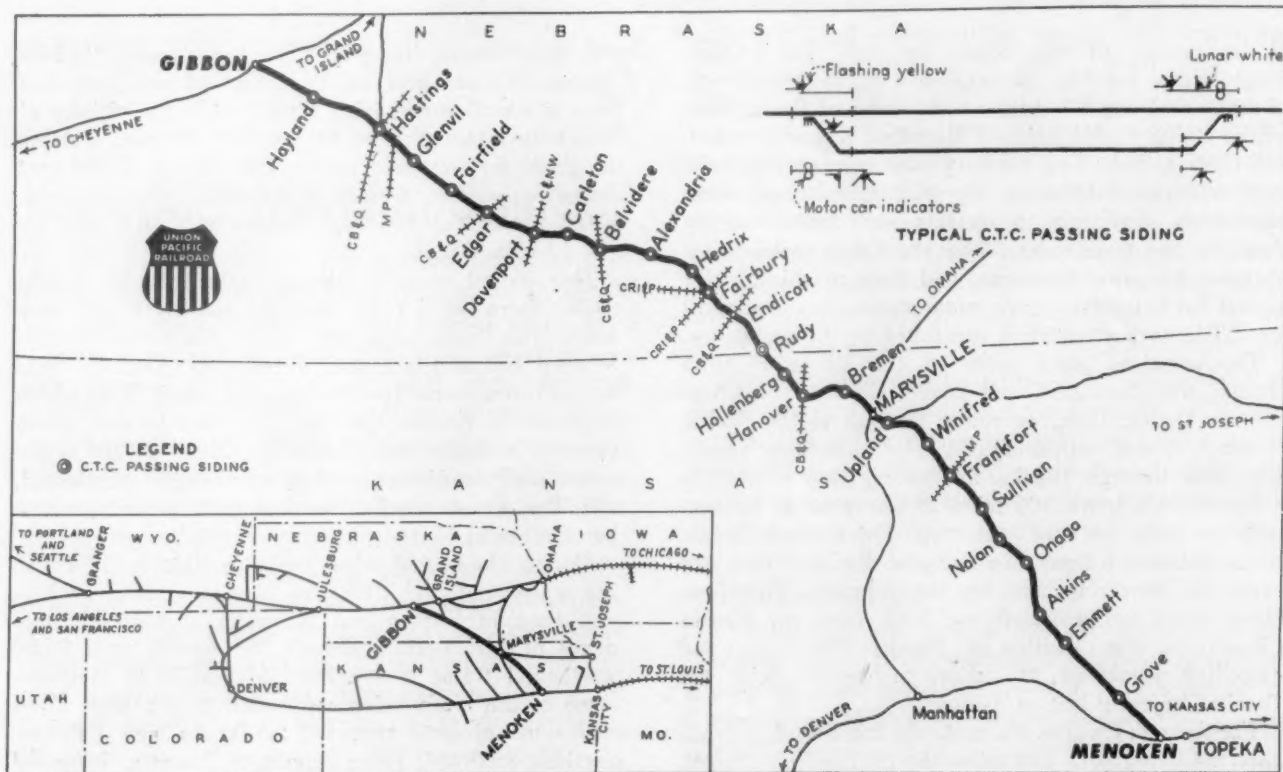 N E B R A S K A
TO GRAND
ISLAND
GIBBON
TO CHEYENNE
Hayland
Hastings
Glenvil
Fairfield
CB&Q
MP
CB&Q
Edgar
Davenport
C&NW
Carleton
Belvidere
CB&Q
Alexandria
Hedrix
CRI&P
Fairbury
CRI&P
Endicott
CB&Q
Rudy
Hollenberg
Hanover
CB&Q
Bremen
TO OMAHA
MARYSVILLE
Upland
Winifred
MP
Frankfort
Sullivan
Nolan
Onaga
Aikins
Emmett
Grove
TO ST JOSEPH
Manhattan
TO DENVER
TO KANSAS CITY
MENOKEN
TOPEKA
Flashing yellow
Lunar white
Motor car indicators
TYPICAL C.T.C. PASSING SIDING
UNION
PACIFIC
RAILROAD
LEGEND
C.T.C. PASSING SIDING
K A N S A S
TO PORTLAND
AND
SEATTLE
WYO.
NEBRASKA
IOW
GRANGER
CHEYENNE
JULESBURG
GRAND
ISLAND
OMAHA
TO CHICAGO
TO LOS ANGELES
AND SAN FRANCISCO
GIBBON
MARYSVILLE
ST. JOSEPH
KANSAS
TO ST. LOUIS
UTAH
DENVER
MENOKEN
KANSAS
CITY
COLORADO
MO.